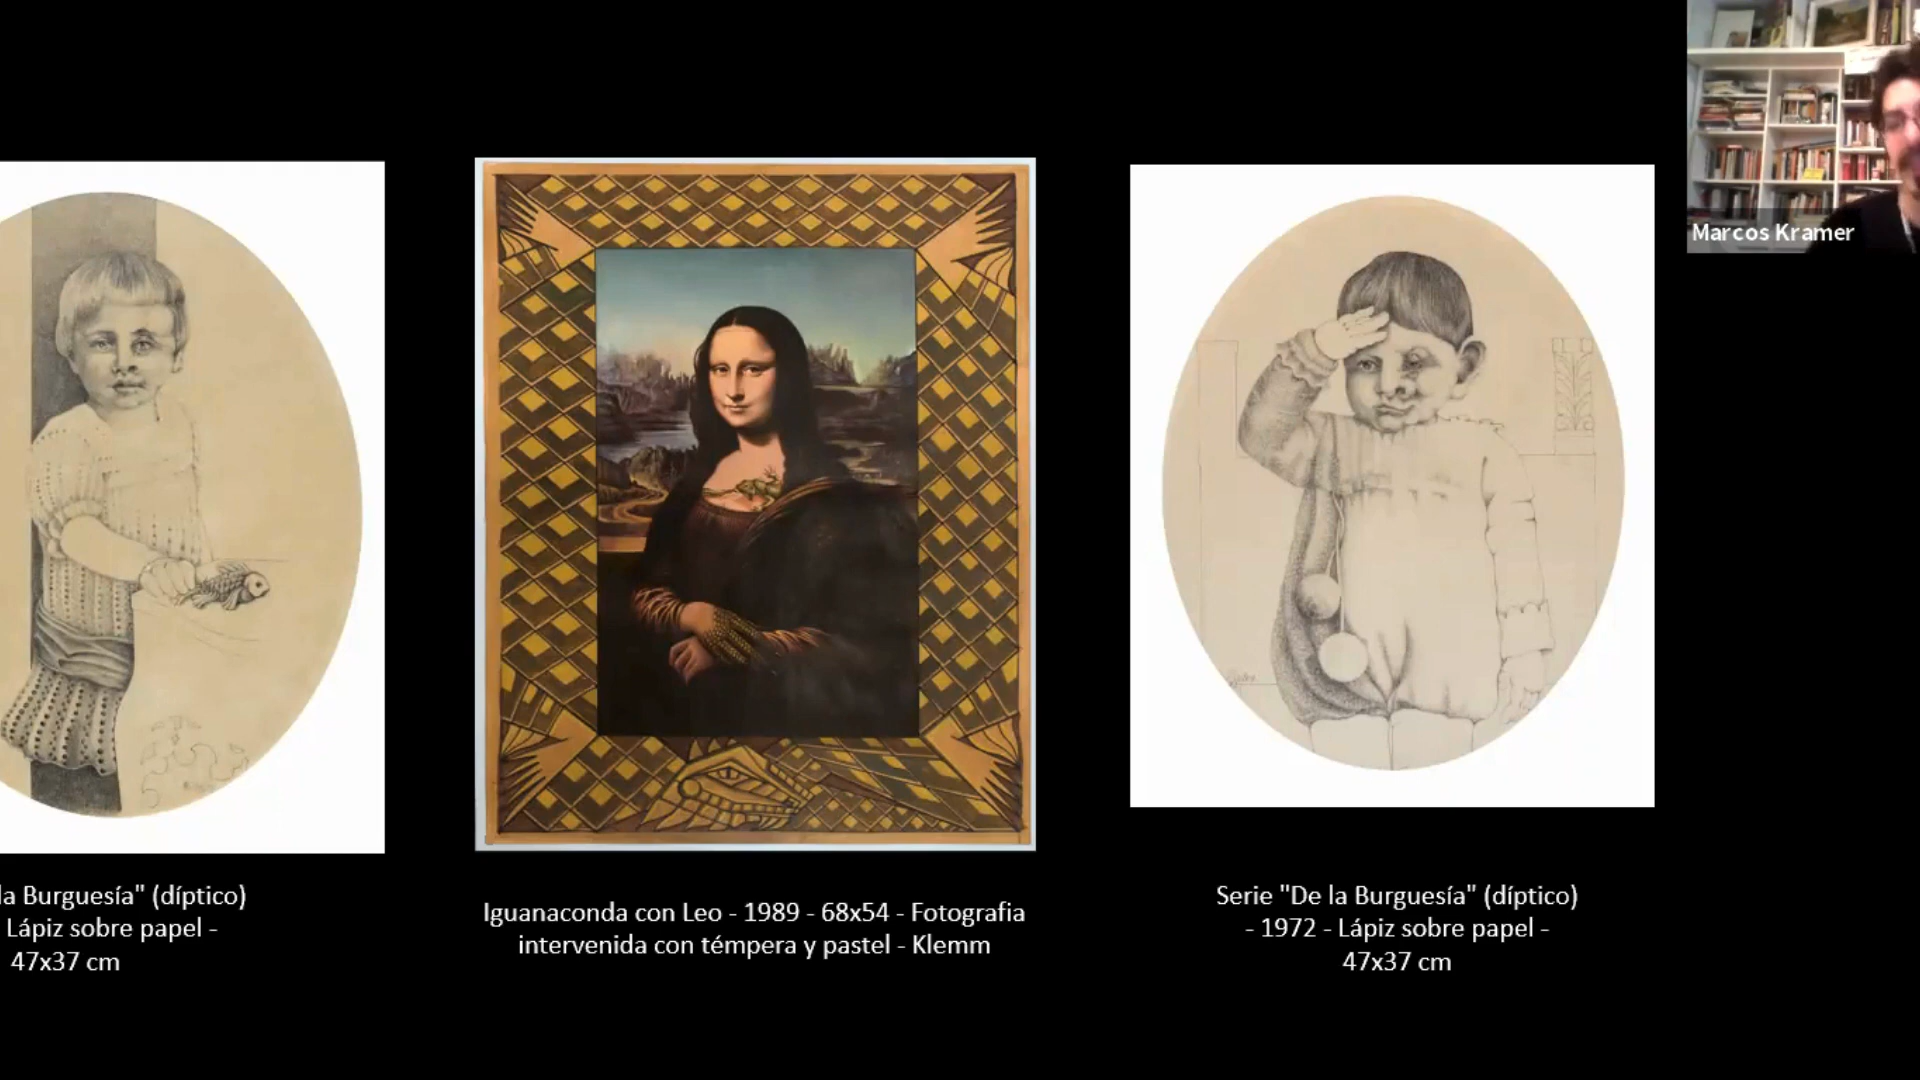 Marcos Kramer
la Burguesía" (díptico)
Lápiz sobre papel -
47x37 cm
Iguanaconda con Leo - 1989 - 68x54 - Fotografia
intervenida con témpera y pastel - Klemm
Serie "De la Burguesía" (díptico)
- 1972 - Lápiz sobre papel -
47x37 cm